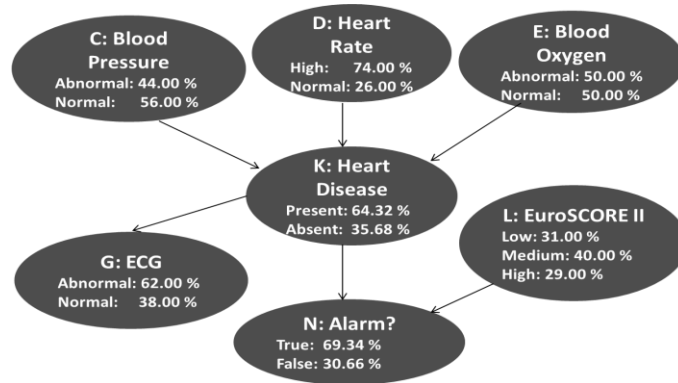 C: Blood
Pressure
Abnormal: 44.00 %
Normal: 56.00 %
D: Heart
Rate
High: 74.00 %
Normal: 26.00 %
E: Blood
Oxygen
Abnormal: 50.00 %
Normal: 50.00 %
K: Heart
Disease
Present: 64.32 %
Absent: 35.68 %
G: ECG
Abnormal: 62.00 %
Normal: 38.00 %
L: EuroSCORE II
Low: 31.00 %
Medium: 40.00 %
High: 29.00 %
N: Alarm?
True: 69.34 %
False: 30.66 %